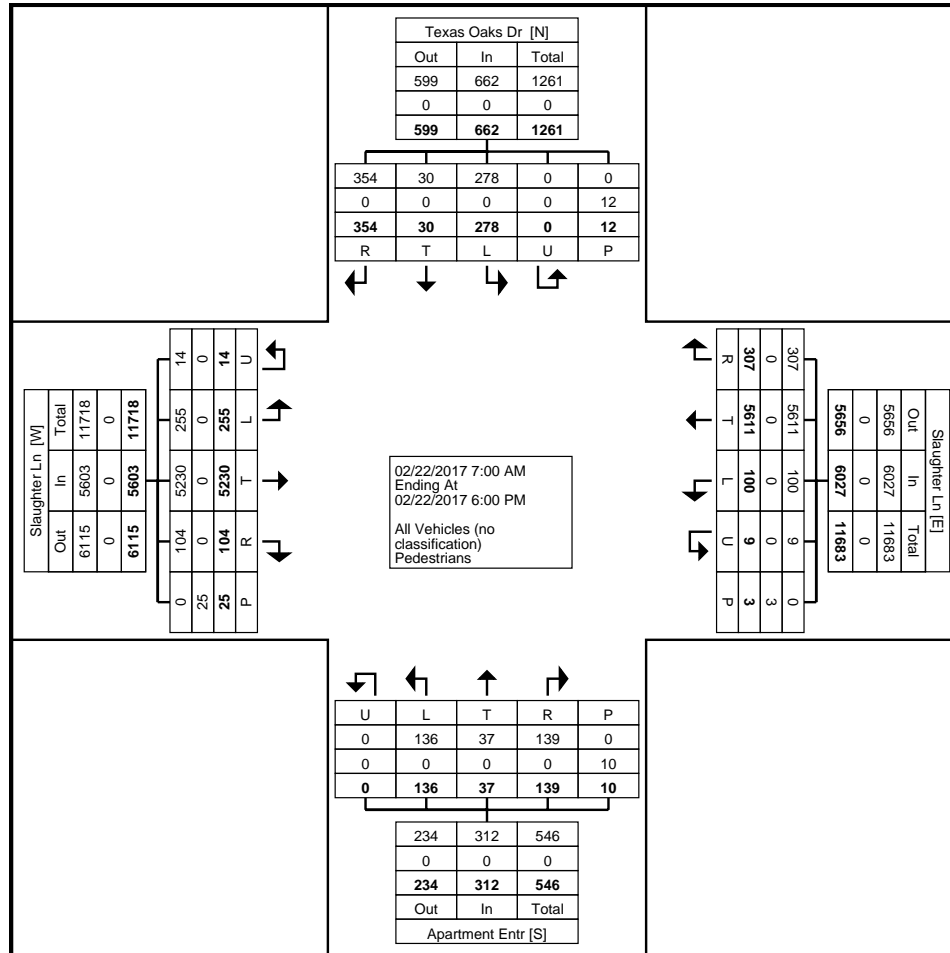 Texas Oaks Dr [N]
Out In Total
599 662 1261
0 0 0
599 662 1261
354 30 278 0 0
0 0 0 0 12
354 30 278 0 12
R T L U P
Slaughter Ln [W]
Total In Out
11718 5603 6115
0 0 0
11718 5603 6115
14 255 5230 104 0
0 0 0 0 25
14 255 5230 104 25
U L T R P
02/22/2017 7:00 AM
Ending At
02/22/2017 6:00 PM
All Vehicles (no
classification)
Pedestrians
R T L U P
307 5611 100 9 3
0 0 0 0 3
307 5611 100 9 0
5656 6027 11683
0 0 0
5656 6027 11683
Out In Total
Slaughter Ln [E]
U L T R P
0 136 37 139 0
0 0 0 0 10
0 136 37 139 10
234 312 546
0 0 0
234 312 546
Out In Total
Apartment Entr [S]